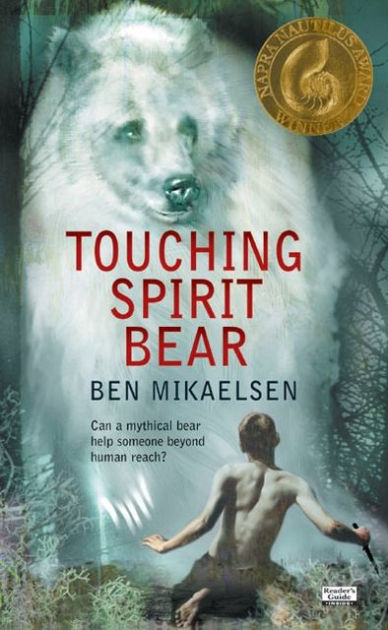 NAPRA NAUTILUS AWARD
WINNER
TOUCHING
SPIRIT
BEAR
BEN MIKAELSEN
Can a mythical bear
help someone beyond
human reach?
Reader's
Guide
INSIDE